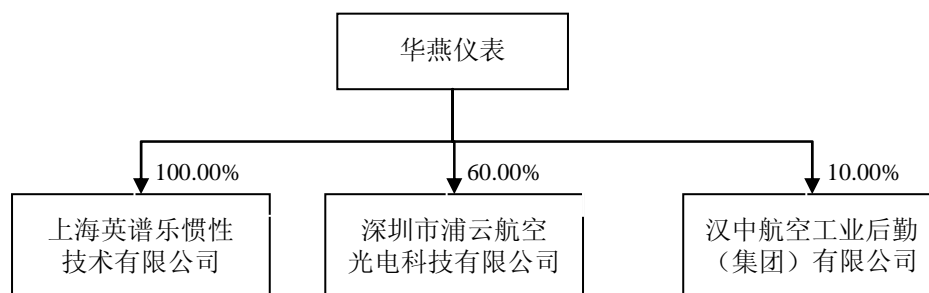 华燕仪表
100.00%
60.00%
10.00%
上海英谱乐惯性
技术有限公司
深圳市浦云航空
光电科技有限公司
汉中航空工业后勤
（集团）有限公司